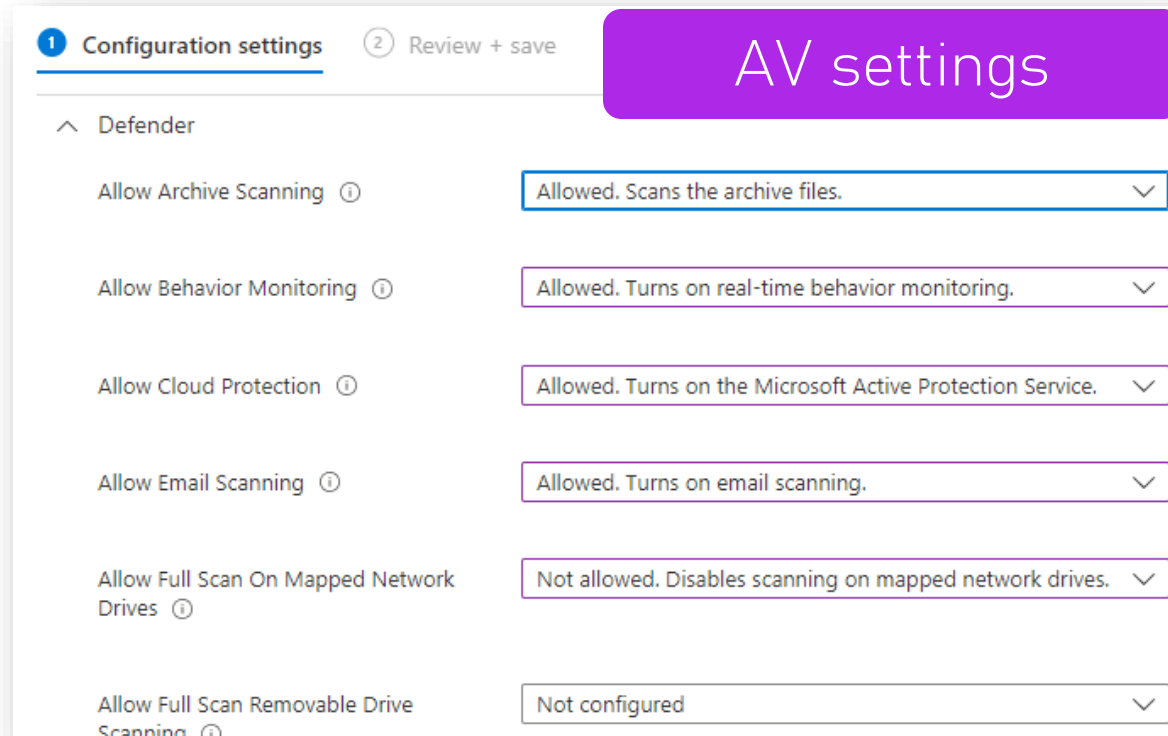 1 Configuration settings 2 Review + save
AV settings
Defender
Allow Archive Scanning
Allowed. Scans the archive files.
Allow Behavior Monitoring
Allowed. Turns on real-time behavior monitoring.
Allow Cloud Protection
Allowed. Turns on the Microsoft Active Protection Service.
Allow Email Scanning
Allowed. Turns on email scanning.
Allow Full Scan On Mapped Network
Drives
Not allowed. Disables scanning on mapped network drives.
Allow Full Scan Removable Drive
Scanning
Not configured